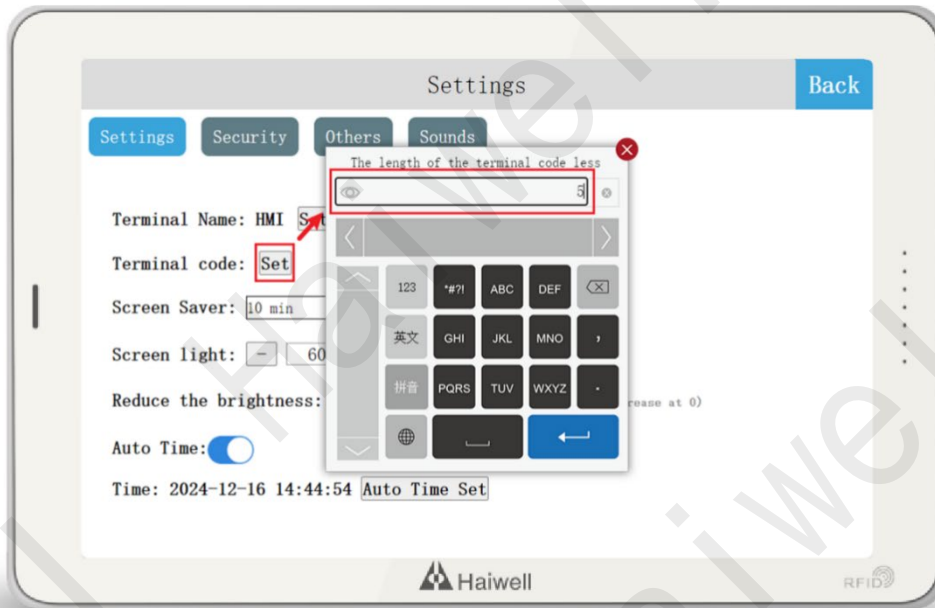 Settings
Back
Settings
Security
Others
Sounds
The length of the terminal code less
5
Terminal Name: HMI
Terminal code: Set
Screen Saver: 10 min
Screen light: - 60
Reduce the brightness:
rease at 0)
Auto Time:
Time: 2024-12-16 14:44:54 Auto Time Set
123
*#?!
ABC
DEF
英文
GHI
JKL
MNO
,
拼音
PQRS
TUV
WXYZ
.
Haiwell
RFID
Haiwell